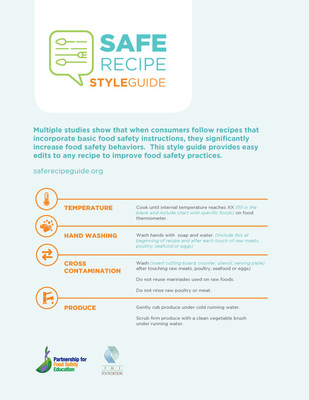 SAFE
RECIPE
STYLEGUIDE
Multiple studies show that when consumers follow recipes that
incorporate basic food safety instructions, they significantly
increase food safety behaviors. This style guide provides easy
edits to any recipe to improve food safety practices.
saferecipeguide.org
TEMPERATURE
Cook until internal temperature reaches XX (fill in the
blank and include chart with specific foods) on food
thermometer.
HAND WASHING
Wash hands with soap and water. (Include this at
beginning of recipe and after each touch of raw meats,
poultry, seafood or eggs.)
CROSS
CONTAMINATION
Wash (insert cutting board, counter, utensil, serving plate)
after touching raw meats, poultry, seafood or eggs.
Do not reuse marinades used on raw foods.
Do not rinse raw poultry or meat.
PRODUCE
Gently rub produce under cold running water.
Scrub firm produce with a clean vegetable brush
under running water.
Partnership for
Food Safety
Education
FMI
FOUNDATION